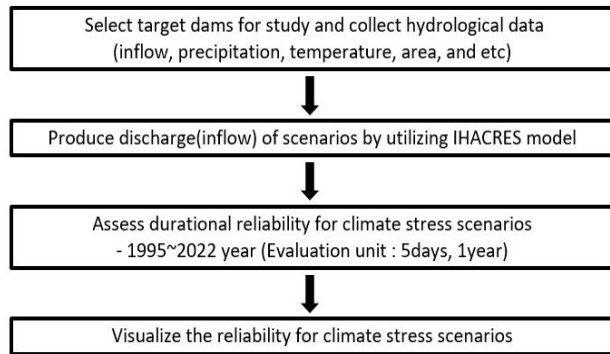 Select target dams for study and collect hydrological data
(inflow, precipitation, temperature, area, and etc)
Produce discharge(inflow) of scenarios by utilizing IHACRES model
Assess durational reliability for climate stress scenarios
- 1995~2022 year (Evaluation unit : 5days, 1year)
Visualize the reliability for climate stress scenarios